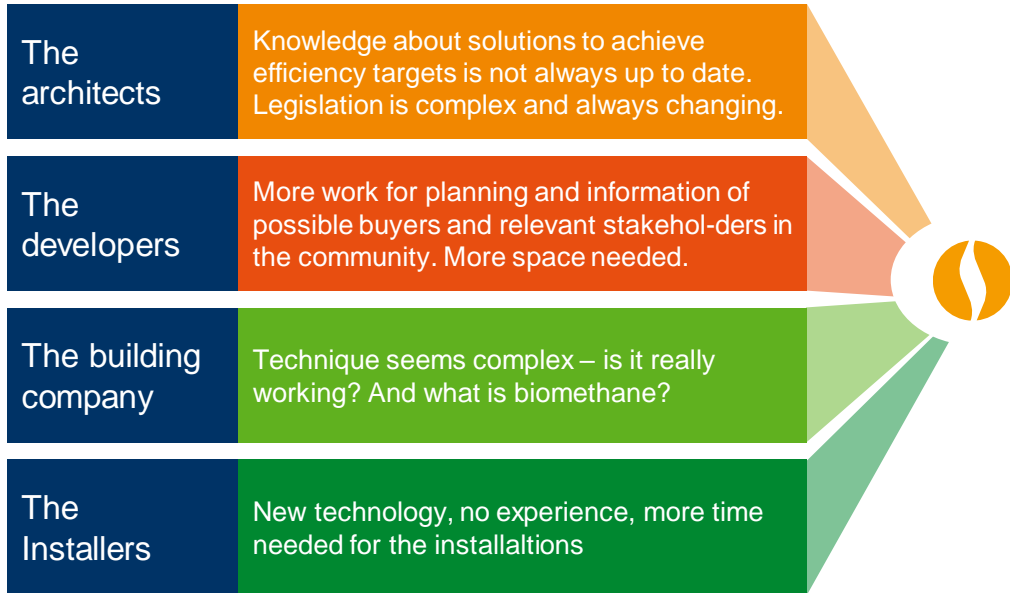 The
architects
Knowledge about solutions to achieve
efficiency targets is not always up to date.
Legislation is complex and always changing.
The
developers
More work for planning and information of
possible buyers and relevant stakehol-ders in
the community. More space needed.
The building
company
Technique seems complex – is it really
working? And what is biomethane?
The
Installers
New technology, no experience, more time
needed for the installaltions